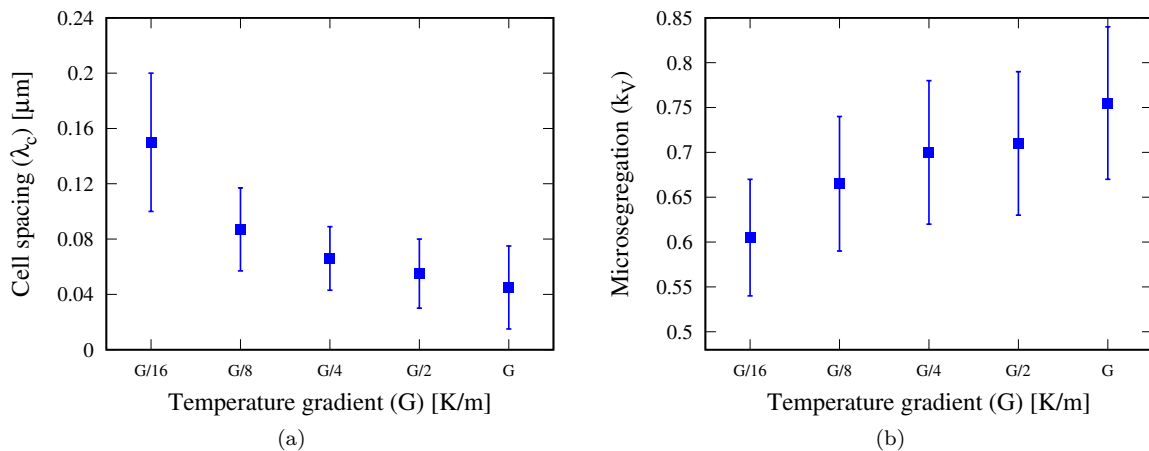 0.24
0.2
0.16
0.12
0.08
0.04
0
Cell spacing (λc) [μm]
G/16 G/8 G/4 G/2 G
Temperature gradient (G) [K/m]
(a)
0.85
0.8
0.75
0.7
0.65
0.6
0.55
0.5
Microsegregation (kV)
G/16 G/8 G/4 G/2 G
Temperature gradient (G) [K/m]
(b)